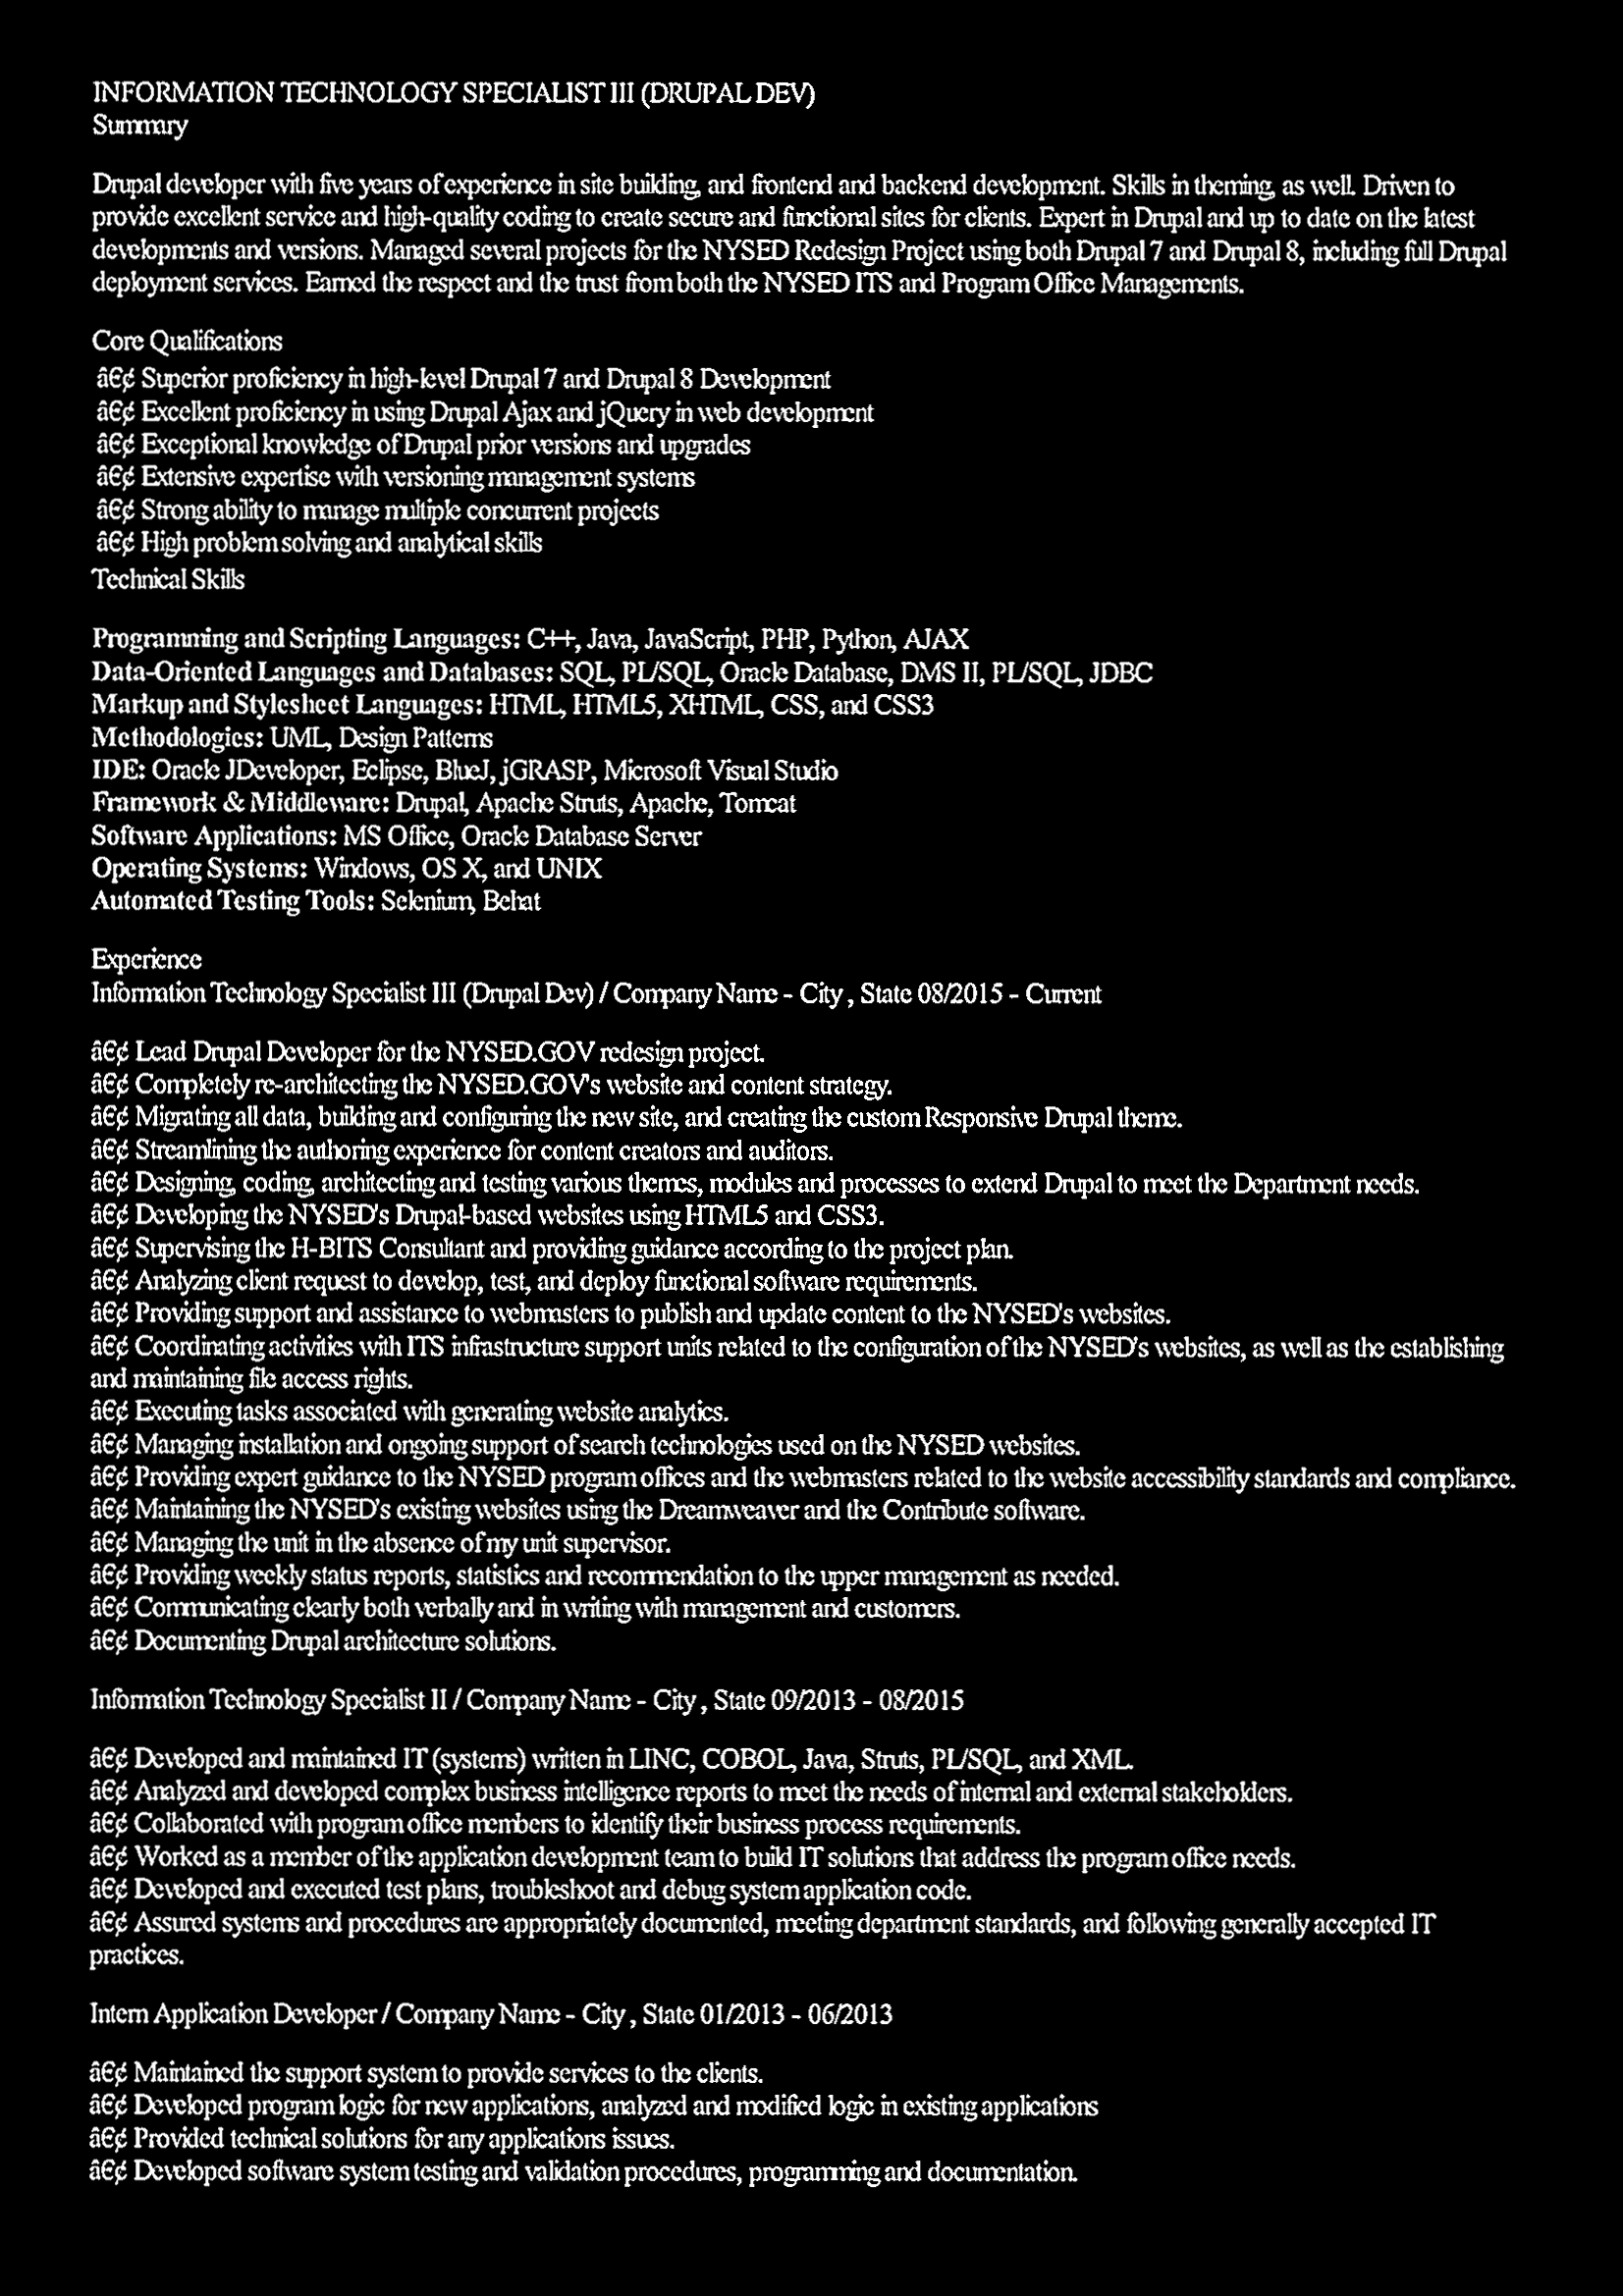 INFORMATION TECHNOLOGY SPECIALIST III (DRUPAL DEV)
Summary
Drupal developer with five years of experience in site building, and frontend and backend development. Skills in theming, as well. Driven to
provide excellent service and high-quality coding to create secure and functional sites for clients. Expert in Drupal and up to date on the latest
developments and versions. Managed several projects for the NYSED Redesign Project using both Drupal 7 and Drupal 8, including full Drupal
deployment services. Earned the respect and the trust from both the NYSED ITS and Program Office Managements.
Core Qualifications
â€¢ Superior proficiency in high-level Drupal 7 and Drupal 8 Development
â€¢ Excellent proficiency in using Drupal Ajax and jQuery in web development
â€¢ Exceptional knowledge of Drupal prior versions and upgrades
â€¢ Extensive expertise with versioning management systems
â€¢ Strong ability to manage multiple concurrent projects
â€¢ High problem solving and analytical skills
Technical Skills
Programming and Scripting Languages: C++, Java, JavaScript, PHP, Python, AJAX
Data-Oriented Languages and Databases: SQL, PL/SQL, Oracle Database, DMS II, PL/SQL, JDBC
Markup and Stylesheet Languages: HTML, HTML5, XHTML, CSS, and CSS3
Methodologies: UML, Design Patterns
IDE: Oracle JDeveloper, Eclipse, BlueJ, jGRASP, Microsoft Visual Studio
Framework & Middleware: Drupal, Apache Struts, Apache, Tomcat
Software Applications: MS Office, Oracle Database Server
Operating Systems: Windows, OS X, and UNIX
Automated Testing Tools: Selenium, Behat
Experience
Information Technology Specialist III (Drupal Dev) / Company Name - City , State 08/2015 - Current
â€¢ Lead Drupal Developer for the NYSED.GOV redesign project.
â€¢ Completely re-architecting the NYSED.GOV's website and content strategy.
â€¢ Migrating all data, building and configuring the new site, and creating the custom Responsive Drupal theme.
â€¢ Streamlining the authoring experience for content creators and auditors.
â€¢ Designing, coding, architecting and testing various themes, modules and processes to extend Drupal to meet the Department needs.
â€¢ Developing the NYSED's Drupal-based websites using HTML5 and CSS3.
â€¢ Supervising the H-BITS Consultant and providing guidance according to the project plan.
â€¢ Analyzing client request to develop, test, and deploy functional software requirements.
â€¢ Providing support and assistance to webmasters to publish and update content to the NYSED's websites.
â€¢ Coordinating activities with ITS infrastructure support units related to the configuration of the NYSED's websites, as well as the establishing
and maintaining file access rights.
â€¢ Executing tasks associated with generating website analytics.
â€¢ Managing installation and ongoing support of search technologies used on the NYSED websites.
â€¢ Providing expert guidance to the NYSED program offices and the webmasters related to the website accessibility standards and compliance.
â€¢ Maintaining the NYSED's existing websites using the Dreamweaver and the Contribute software.
â€¢ Managing the unit in the absence of my unit supervisor.
â€¢ Providing weekly status reports, statistics and recommendation to the upper management as needed.
â€¢ Communicating clearly both verbally and in writing with management and customers.
â€¢ Documenting Drupal architecture solutions.
Information Technology Specialist II / Company Name - City , State 09/2013 - 08/2015
â€¢ Developed and maintained IT (systems) written in LINC, COBOL, Java, Struts, PL/SQL, and XML.
â€¢ Analyzed and developed complex business intelligence reports to meet the needs of internal and external stakeholders.
â€¢ Collaborated with program office members to identify their business process requirements.
â€¢ Worked as a member of the application development team to build IT solutions that address the program office needs.
â€¢ Developed and executed test plans, troubleshoot and debug system application code.
â€¢ Assured systems and procedures are appropriately documented, meeting department standards, and following generally accepted IT
practices.
Intern Application Developer / Company Name - City , State 01/2013 - 06/2013
â€¢ Maintained the support system to provide services to the clients.
â€¢ Developed program logic for new applications, analyzed and modified logic in existing applications
â€¢ Provided technical solutions for any applications issues.
â€¢ Developed software system testing and validation procedures, programming and documentation.